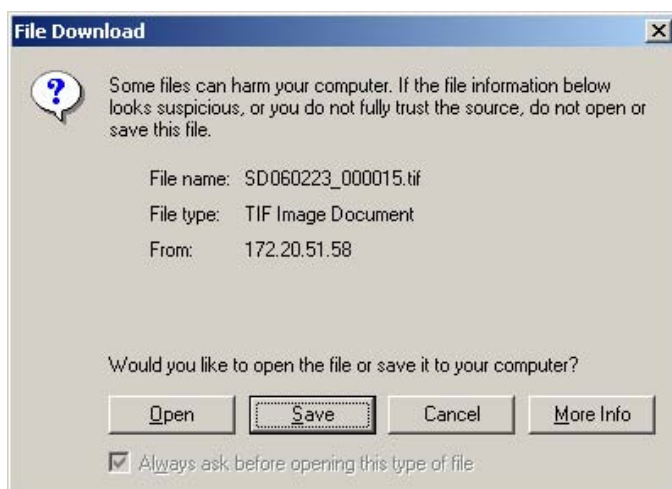 File Download
Some files can harm your computer. If the file information below
looks suspicious, or you do not fully trust the source, do not open or
save this file.
File name: SD060223_000015.tif
File type: TIF Image Document
From: 172.20.51.58
Would you like to open the file or save it to your computer?
Open Save Cancel More Info
Always ask before opening this type of file